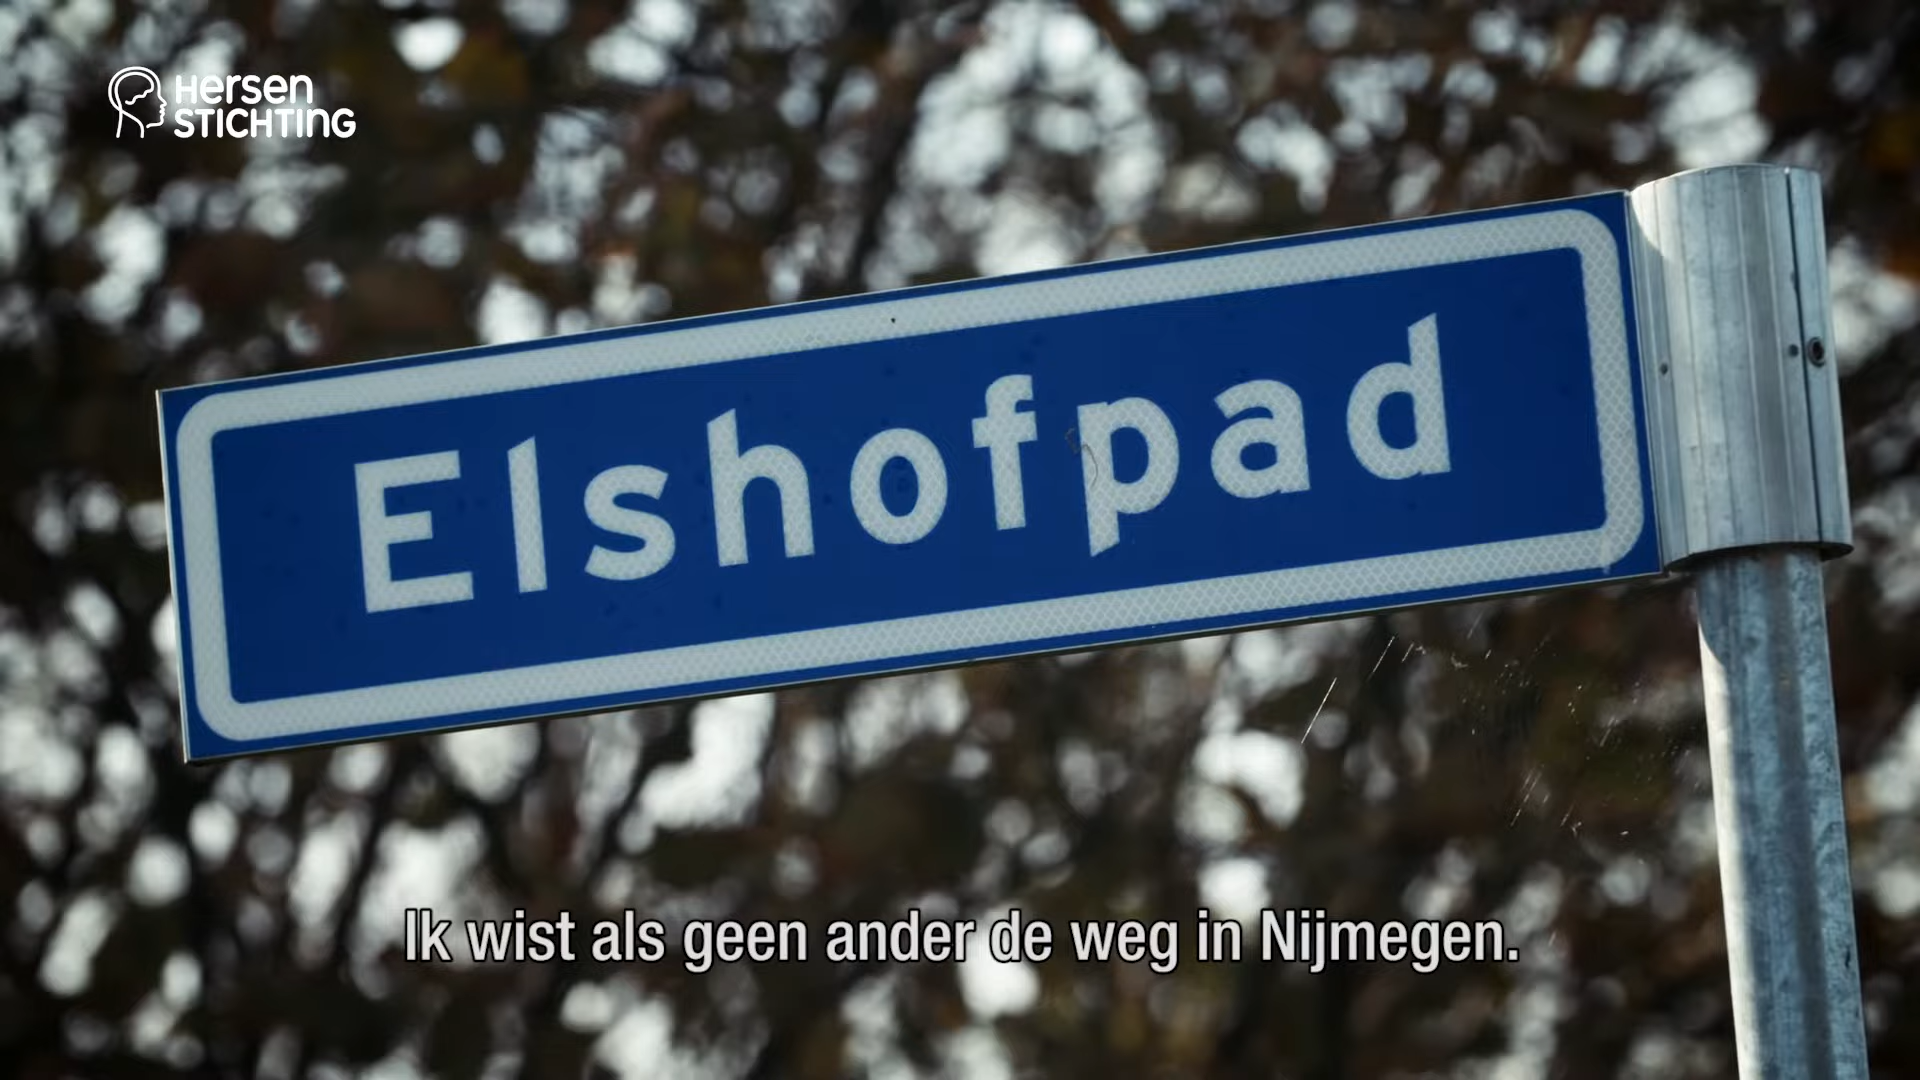 Hersen
STICHTING
Elshofpad
Ik wist als geen ander de weg in Nijmegen.